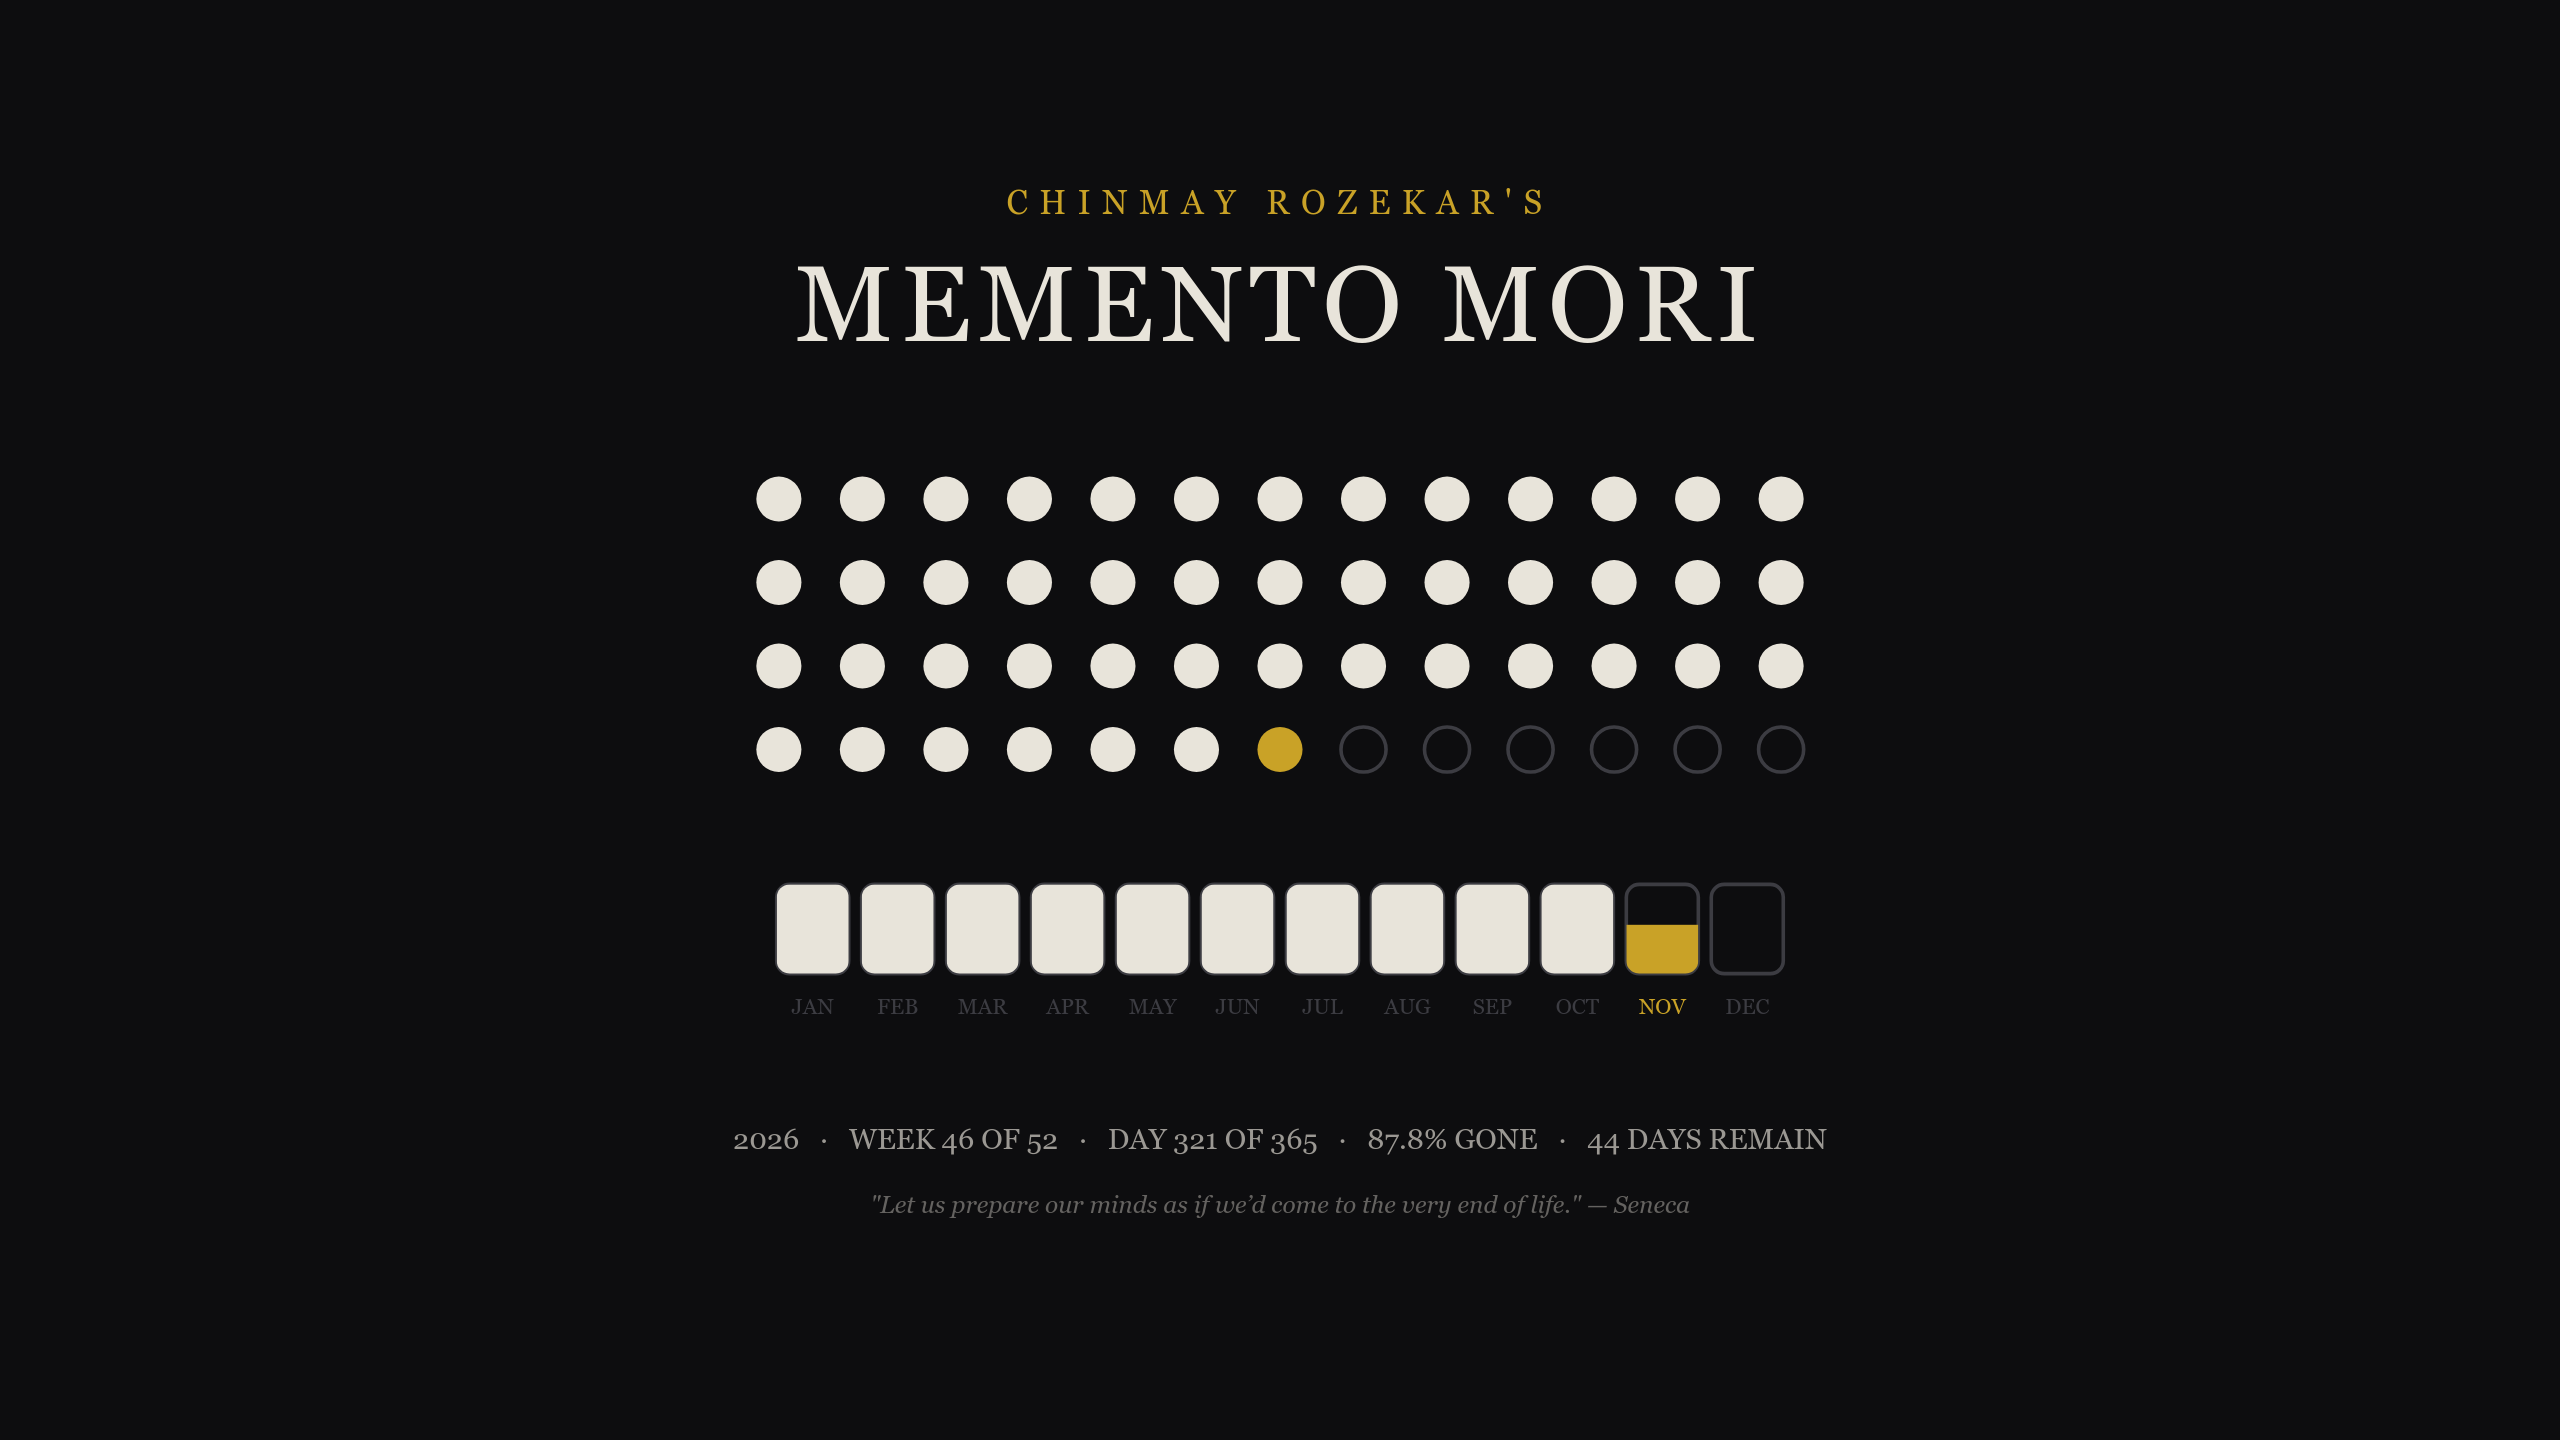 CHINMAY ROZEKAR'S
MEMENTO MORI
JAN FEB MAR APR MAY JUN JUL AUG SEP OCT NOV DEC
2026 · WEEK 46 OF 52 · DAY 321 OF 365 · 87.8% GONE · 44 DAYS REMAIN
"Let us prepare our minds as if we’d come to the very end of life." — Seneca